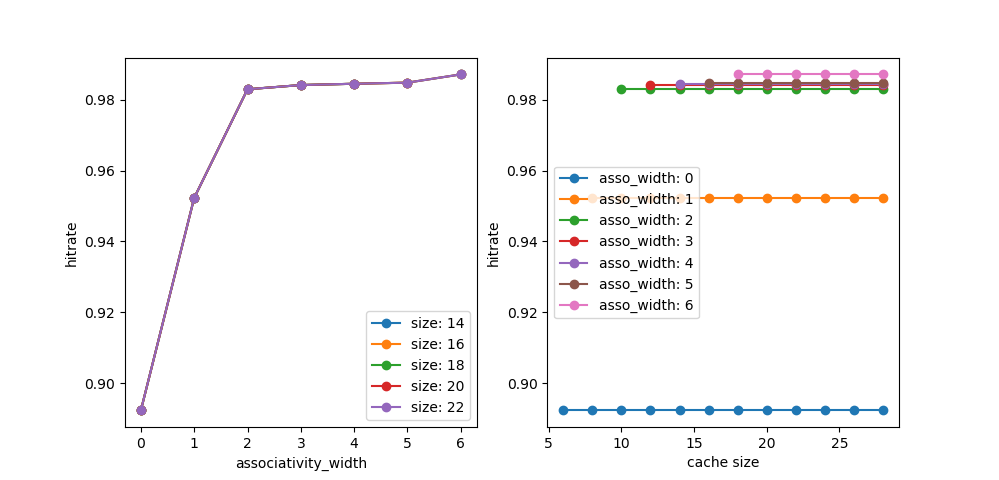 hitrate
0.98
0.96
0.94
0.92
0.90
0
1
2
3
4
5
6
associativity_width
size: 14
size: 16
size: 18
size: 20
size: 22
hitrate
0.98
0.96
0.94
0.92
0.90
5
10
15
20
25
cache size
asso_width: 0
asso_width: 1
asso_width: 2
asso_width: 3
asso_width: 4
asso_width: 5
asso_width: 6